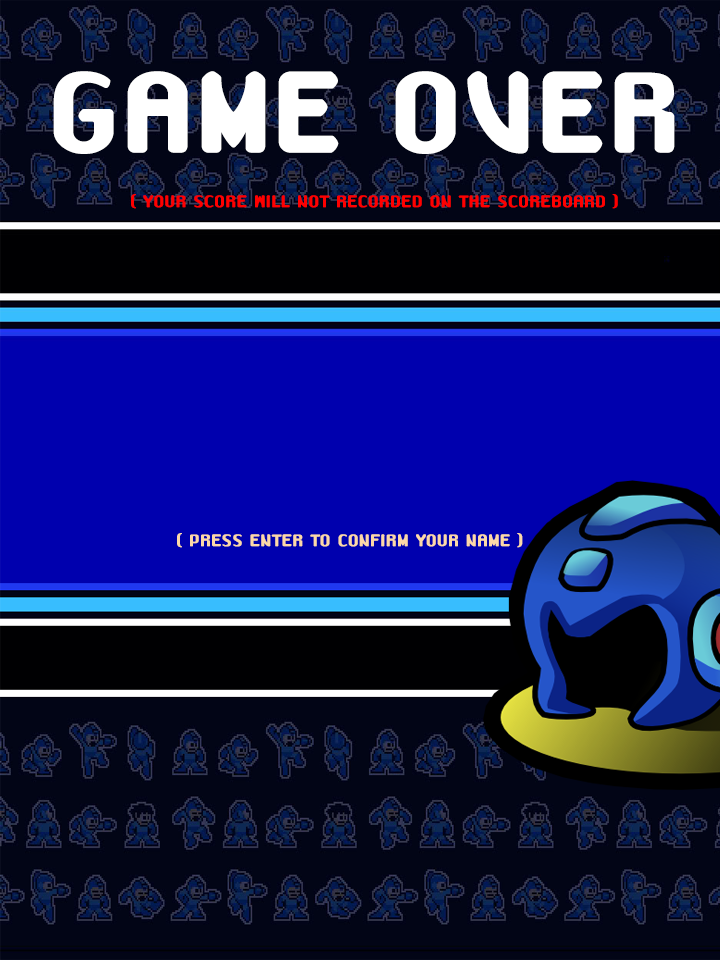 GAME OVER
( YOUR SCORE WILL NOT RECORDED ON THE SCOREBOARD )
( PRESS ENTER TO CONFIRM YOUR NAME )